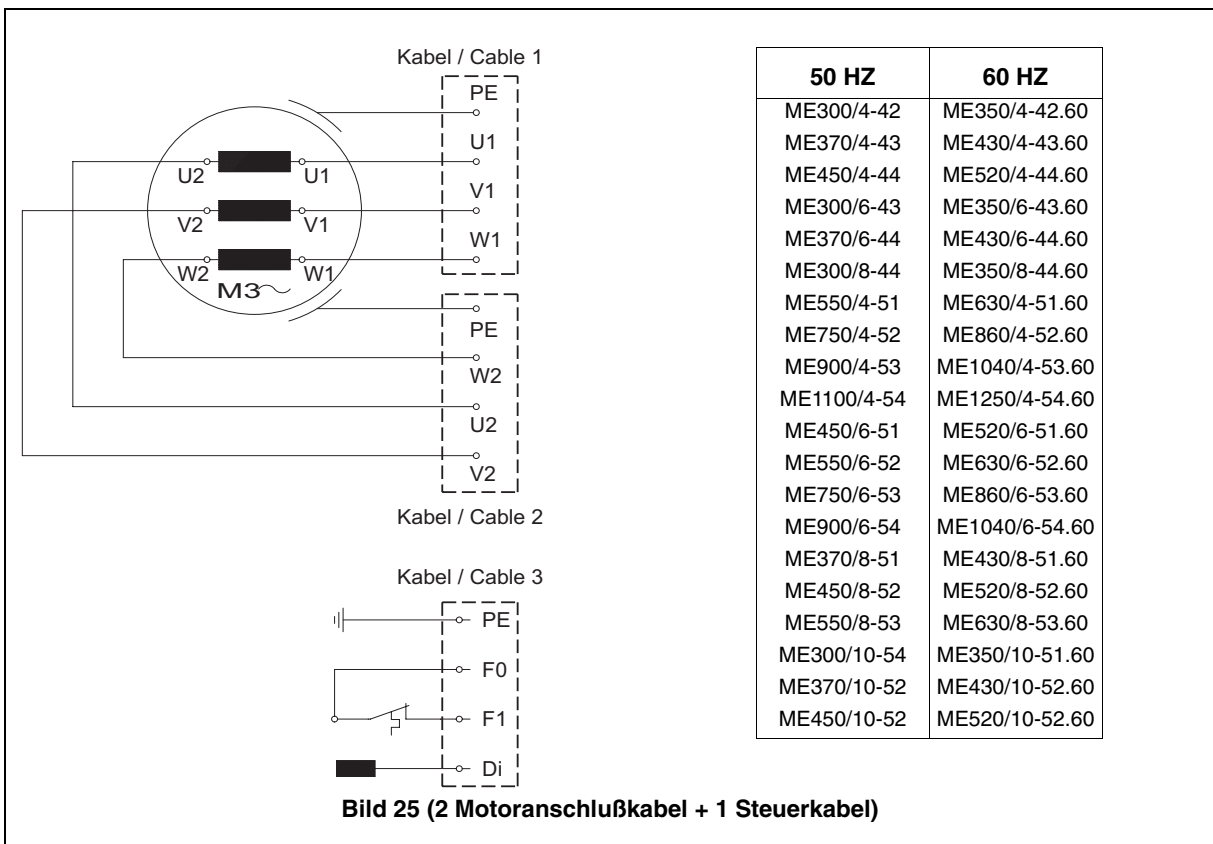 Kabel / Cable 1
PE
U1
V1
W1
U2 U1
V2 V1
W2 W1
M3~
PE
W2
U2
V2
Kabel / Cable 2
Kabel / Cable 3
PE
F0
F1
Di
50 HZ 60 HZ
ME300/4-42 ME350/4-42.60
ME370/4-43 ME430/4-43.60
ME450/4-44 ME520/4-44.60
ME300/6-43 ME350/6-43.60
ME370/6-44 ME430/6-44.60
ME300/8-44 ME350/8-44.60
ME550/4-51 ME630/4-51.60
ME750/4-52 ME860/4-52.60
ME900/4-53 ME1040/4-53.60
ME1100/4-54 ME1250/4-54.60
ME450/6-51 ME520/6-51.60
ME550/6-52 ME630/6-52.60
ME750/6-53 ME860/6-53.60
ME900/6-54 ME1040/6-54.60
ME370/8-51 ME430/8-51.60
ME450/8-52 ME520/8-52.60
ME550/8-53 ME630/8-53.60
ME300/10-54 ME350/10-51.60
ME370/10-52 ME430/10-52.60
ME450/10-52 ME520/10-52.60
Bild 25 (2 Motoranschlußkabel + 1 Steuerkabel)